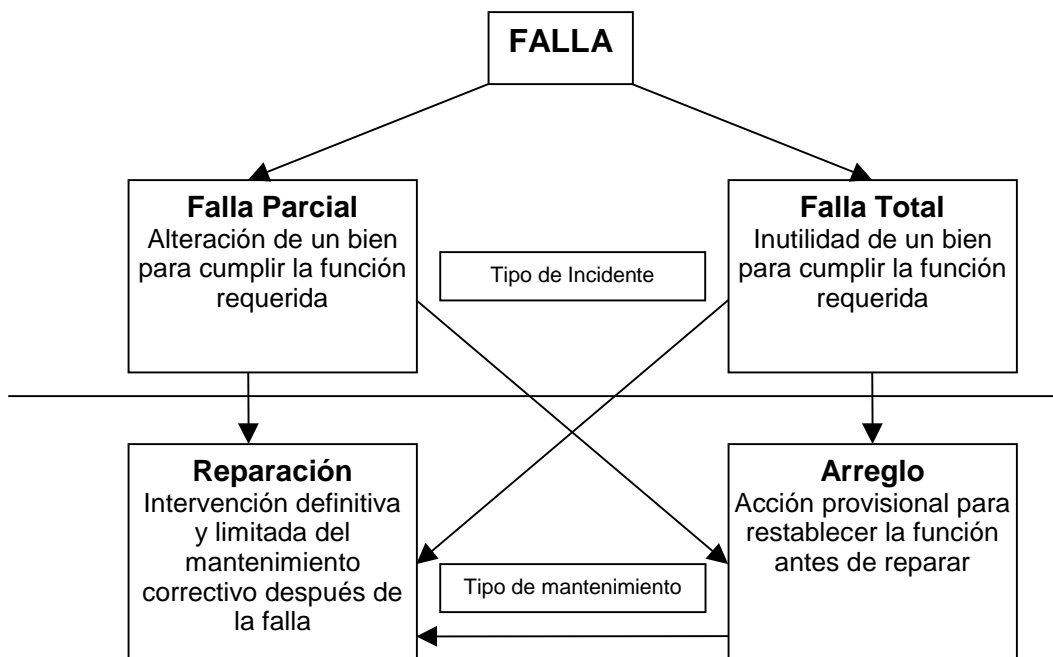 FALLA
Falla Parcial
Alteración de un bien
para cumplir la función
requerida
Tipo de Incidente
Falla Total
Inutilidad de un bien
para cumplir la función
requerida
Reparación
Intervención definitiva
y limitada del
mantenimiento
correctivo después de
la falla
Tipo de mantenimiento
Arreglo
Acción provisional para
restablecer la función
antes de reparar